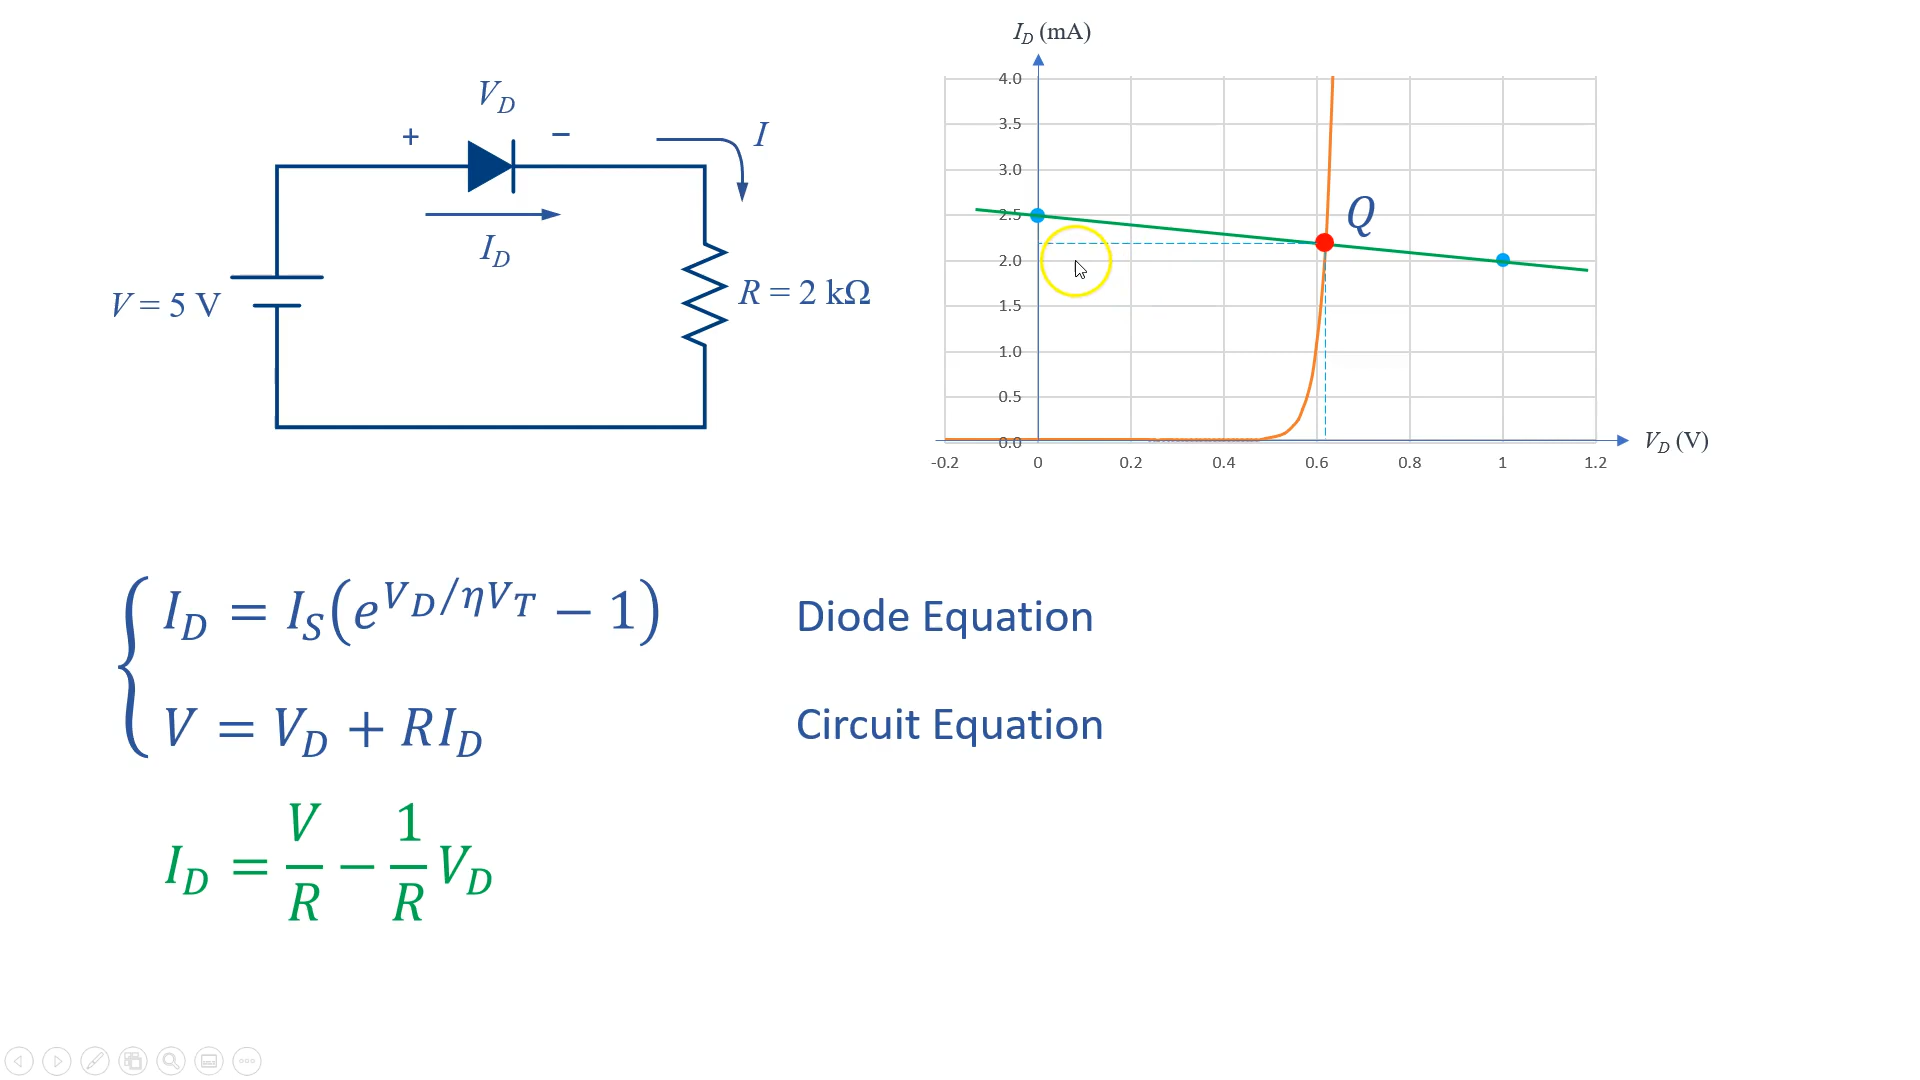 V_D
+ −
I
I_D
V = 5 V
R = 2 kΩ
I_D (mA)
4.0
3.5
3.0
2.5
2.0
1.5
1.0
0.5
0.0
Q
-0.2 0 0.2 0.4 0.6 0.8 1 1.2
V_D (V)
I_D = I_S(e^{V_D/ηV_T} − 1) Diode Equation
V = V_D + RI_D Circuit Equation
I_D = V/R − 1/R V_D